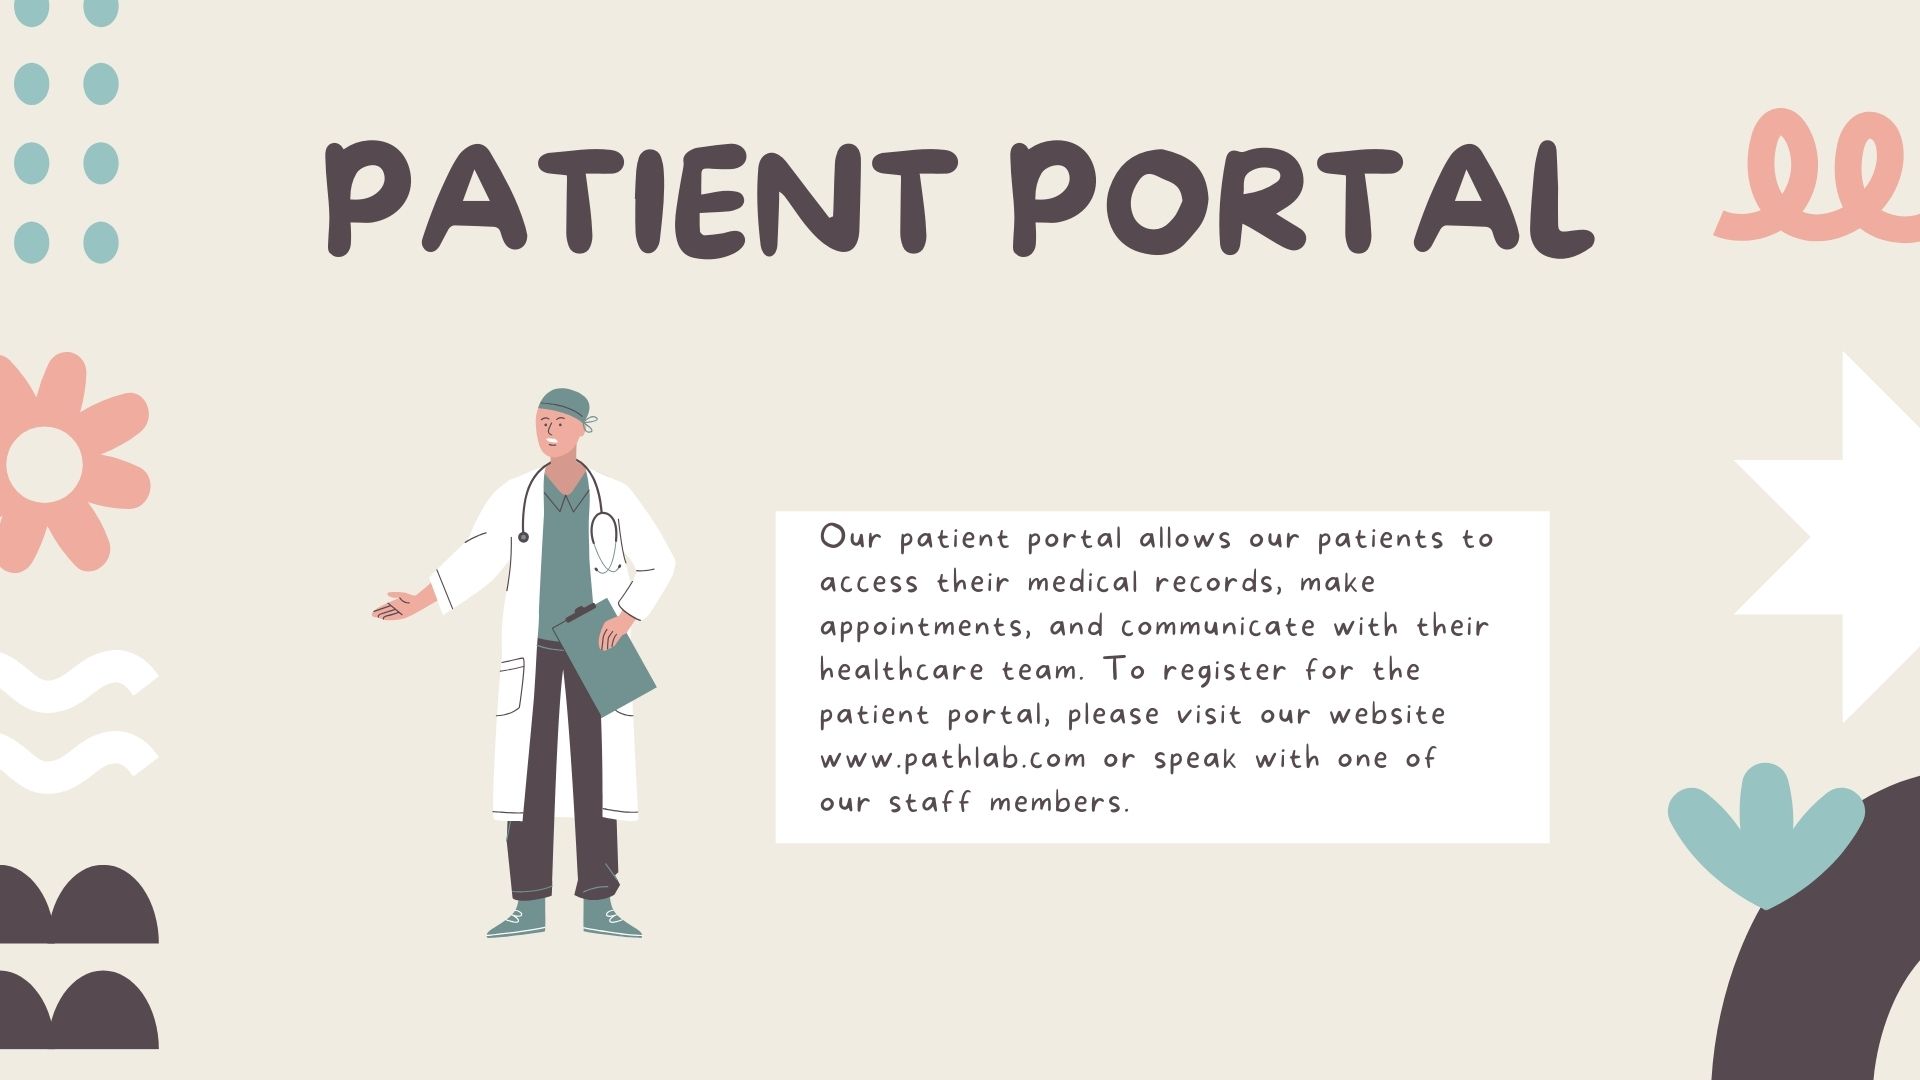 PATIENT PORTAL
Our patient portal allows our patients to
access their medical records, make
appointments, and communicate with their
healthcare team. To register for the
patient portal, please visit our website
www.pathlab.com or speak with one of
our staff members.